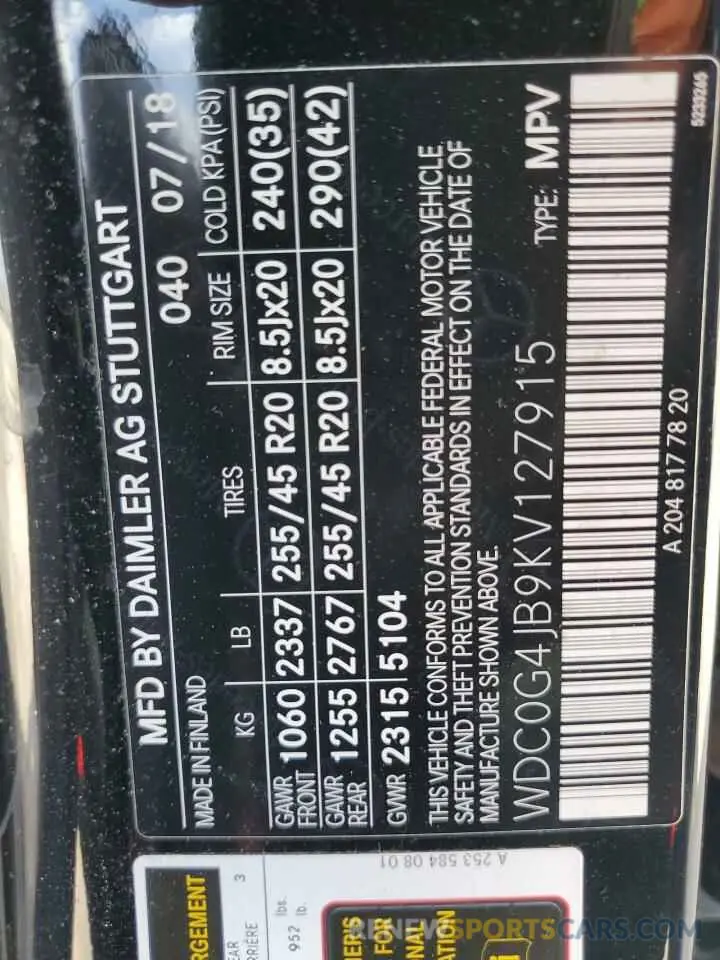 MFD BY DAIMLER AG STUTTGART
040 07/18
MADE IN FINLAND
KG LB TIRES RIM SIZE COLD KPA(PSI)
GAWR FRONT 1060 2337 255/45 R20 8.5Jx20 240(35)
GAWR REAR 1255 2767 255/45 R20 8.5Jx20 290(42)
GVWR 2315 5104
THIS VEHICLE CONFORMS TO ALL APPLICABLE FEDERAL MOTOR VEHICLE
SAFETY AND THEFT PREVENTION STANDARDS IN EFFECT ON THE DATE OF
MANUFACTURE SHOWN ABOVE.
WDC0G4JB9KV127915 TYPE: MPV
A 204 817 78 20
5233265
A 253 584 08 01
3
952 lbs.
lb.
FOR
RENEWSPORTSCARS.COM